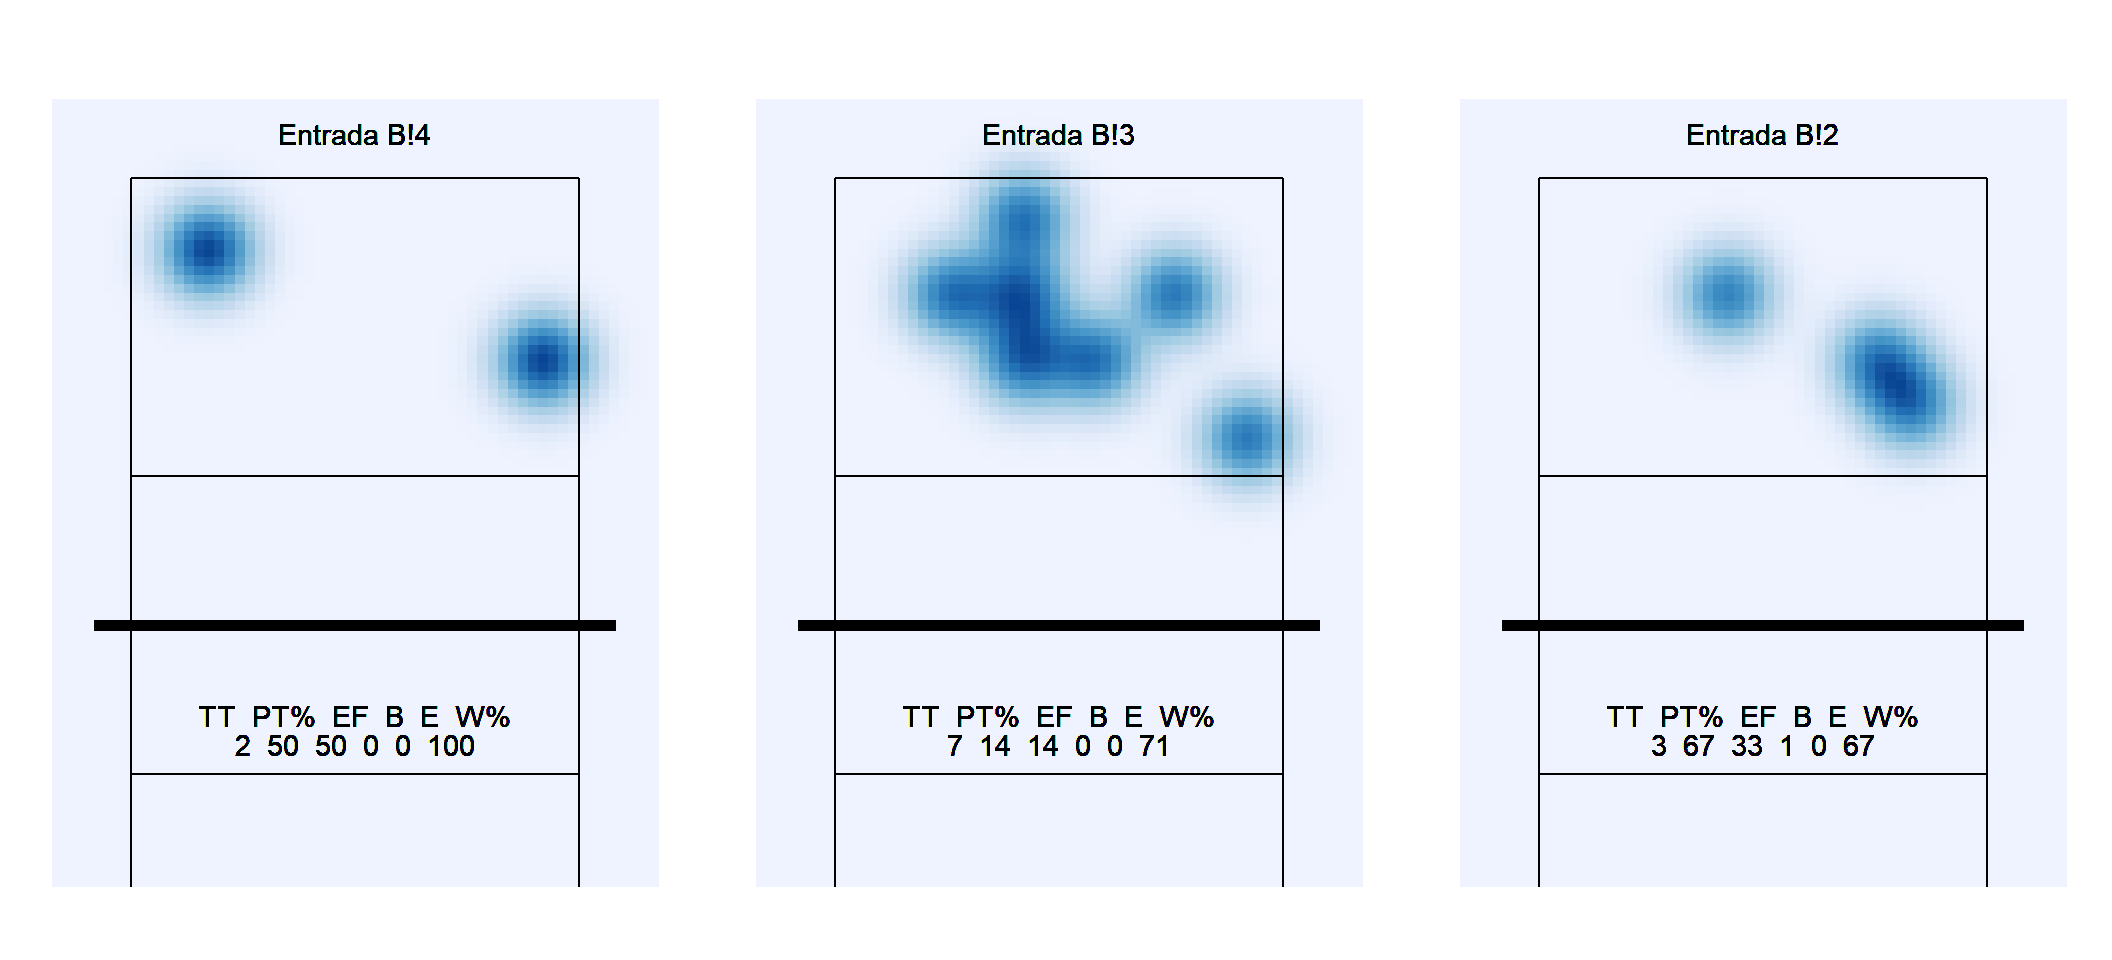 Entrada B!4
TT PT% EF B E W%
2 50 50 0 0 100
Entrada B!3
TT PT% EF B E W%
7 14 14 0 0 71
Entrada B!2
TT PT% EF B E W%
3 67 33 1 0 67